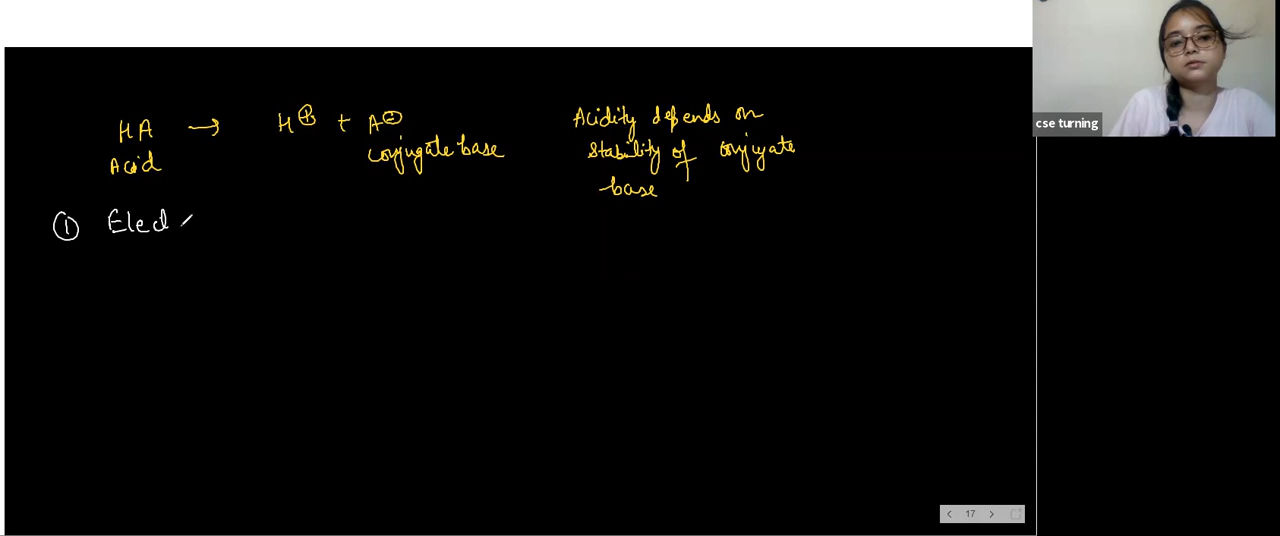 HA → H⊕ + A⊖
Acid
conjugate base
Acidity depends on
Stability of conjugate
base
① Elect
cse turning
< 17 >